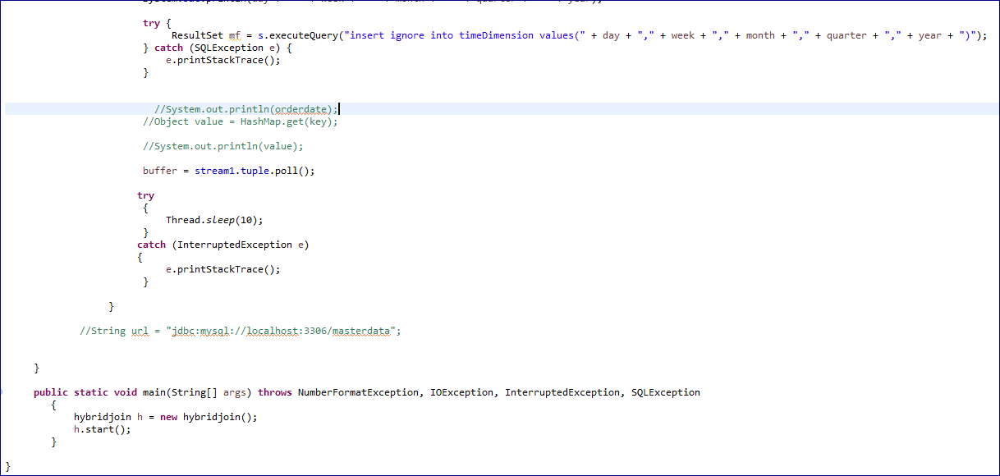 try {
ResultSet mf = s.executeQuery("insert ignore into timeDimension values(" + day + "," + week + "," + month + "," + quarter + "," + year + ")");
} catch (SQLException e) {
e.printStackTrace();
}
//System.out.println(orderdate);
//Object value = HashMap.get(key);
//System.out.println(value);
buffer = stream1.tuple.poll();
try
{
Thread.sleep(10);
}
catch (InterruptedException e)
{
e.printStackTrace();
}
}
//String url = "jdbc:mysql://localhost:3306/masterdata";
}
public static void main(String[] args) throws NumberFormatException, IOException, InterruptedException, SQLException
{
hybridjoin h = new hybridjoin();
h.start();
}
}